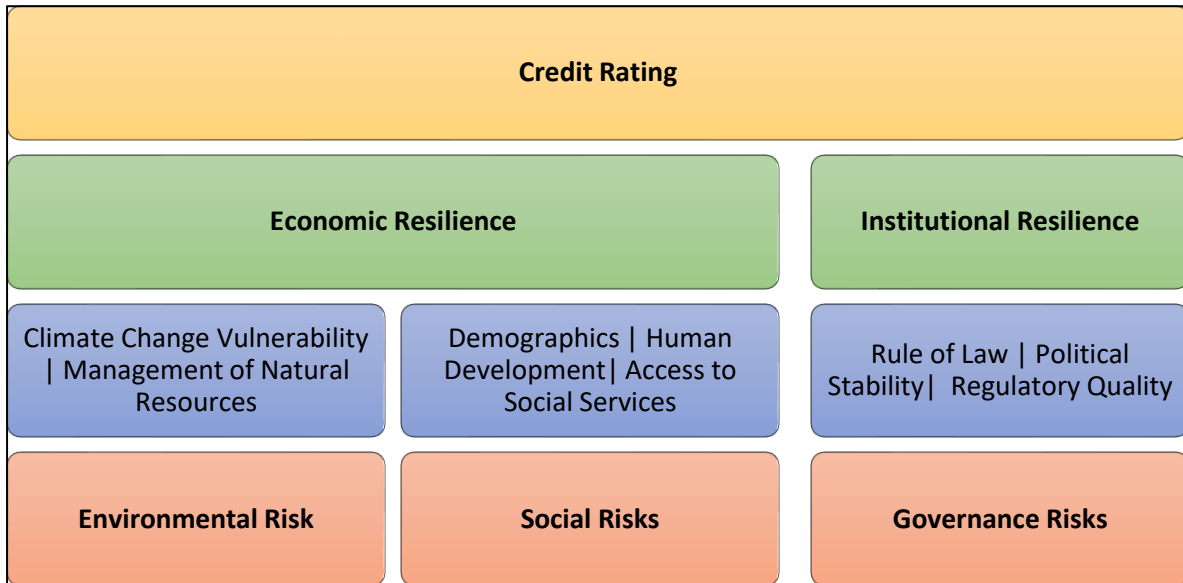 Credit Rating
Economic Resilience
Institutional Resilience
Climate Change Vulnerability
| Management of Natural
Resources
Demographics | Human
Development| Access to
Social Services
Rule of Law | Political
Stability|  Regulatory Quality
Environmental Risk
Social Risks
Governance Risks